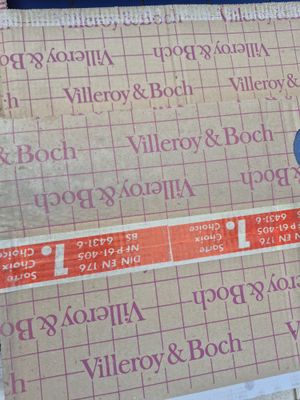 Villeroy & Boch
Villeroy & Boch
& Boch
Villeroy & Boch
Villeroy & Boch
1. Sorte
Choix
Choice
DIN EN 176
NF P 61-405
BS 6431-6
1. Sorte
Choix
Choice
DIN EN 176
NF P 61-405
BS 6431-6
Villeroy & Boch
Villeroy & Boch
Villeroy & Boch